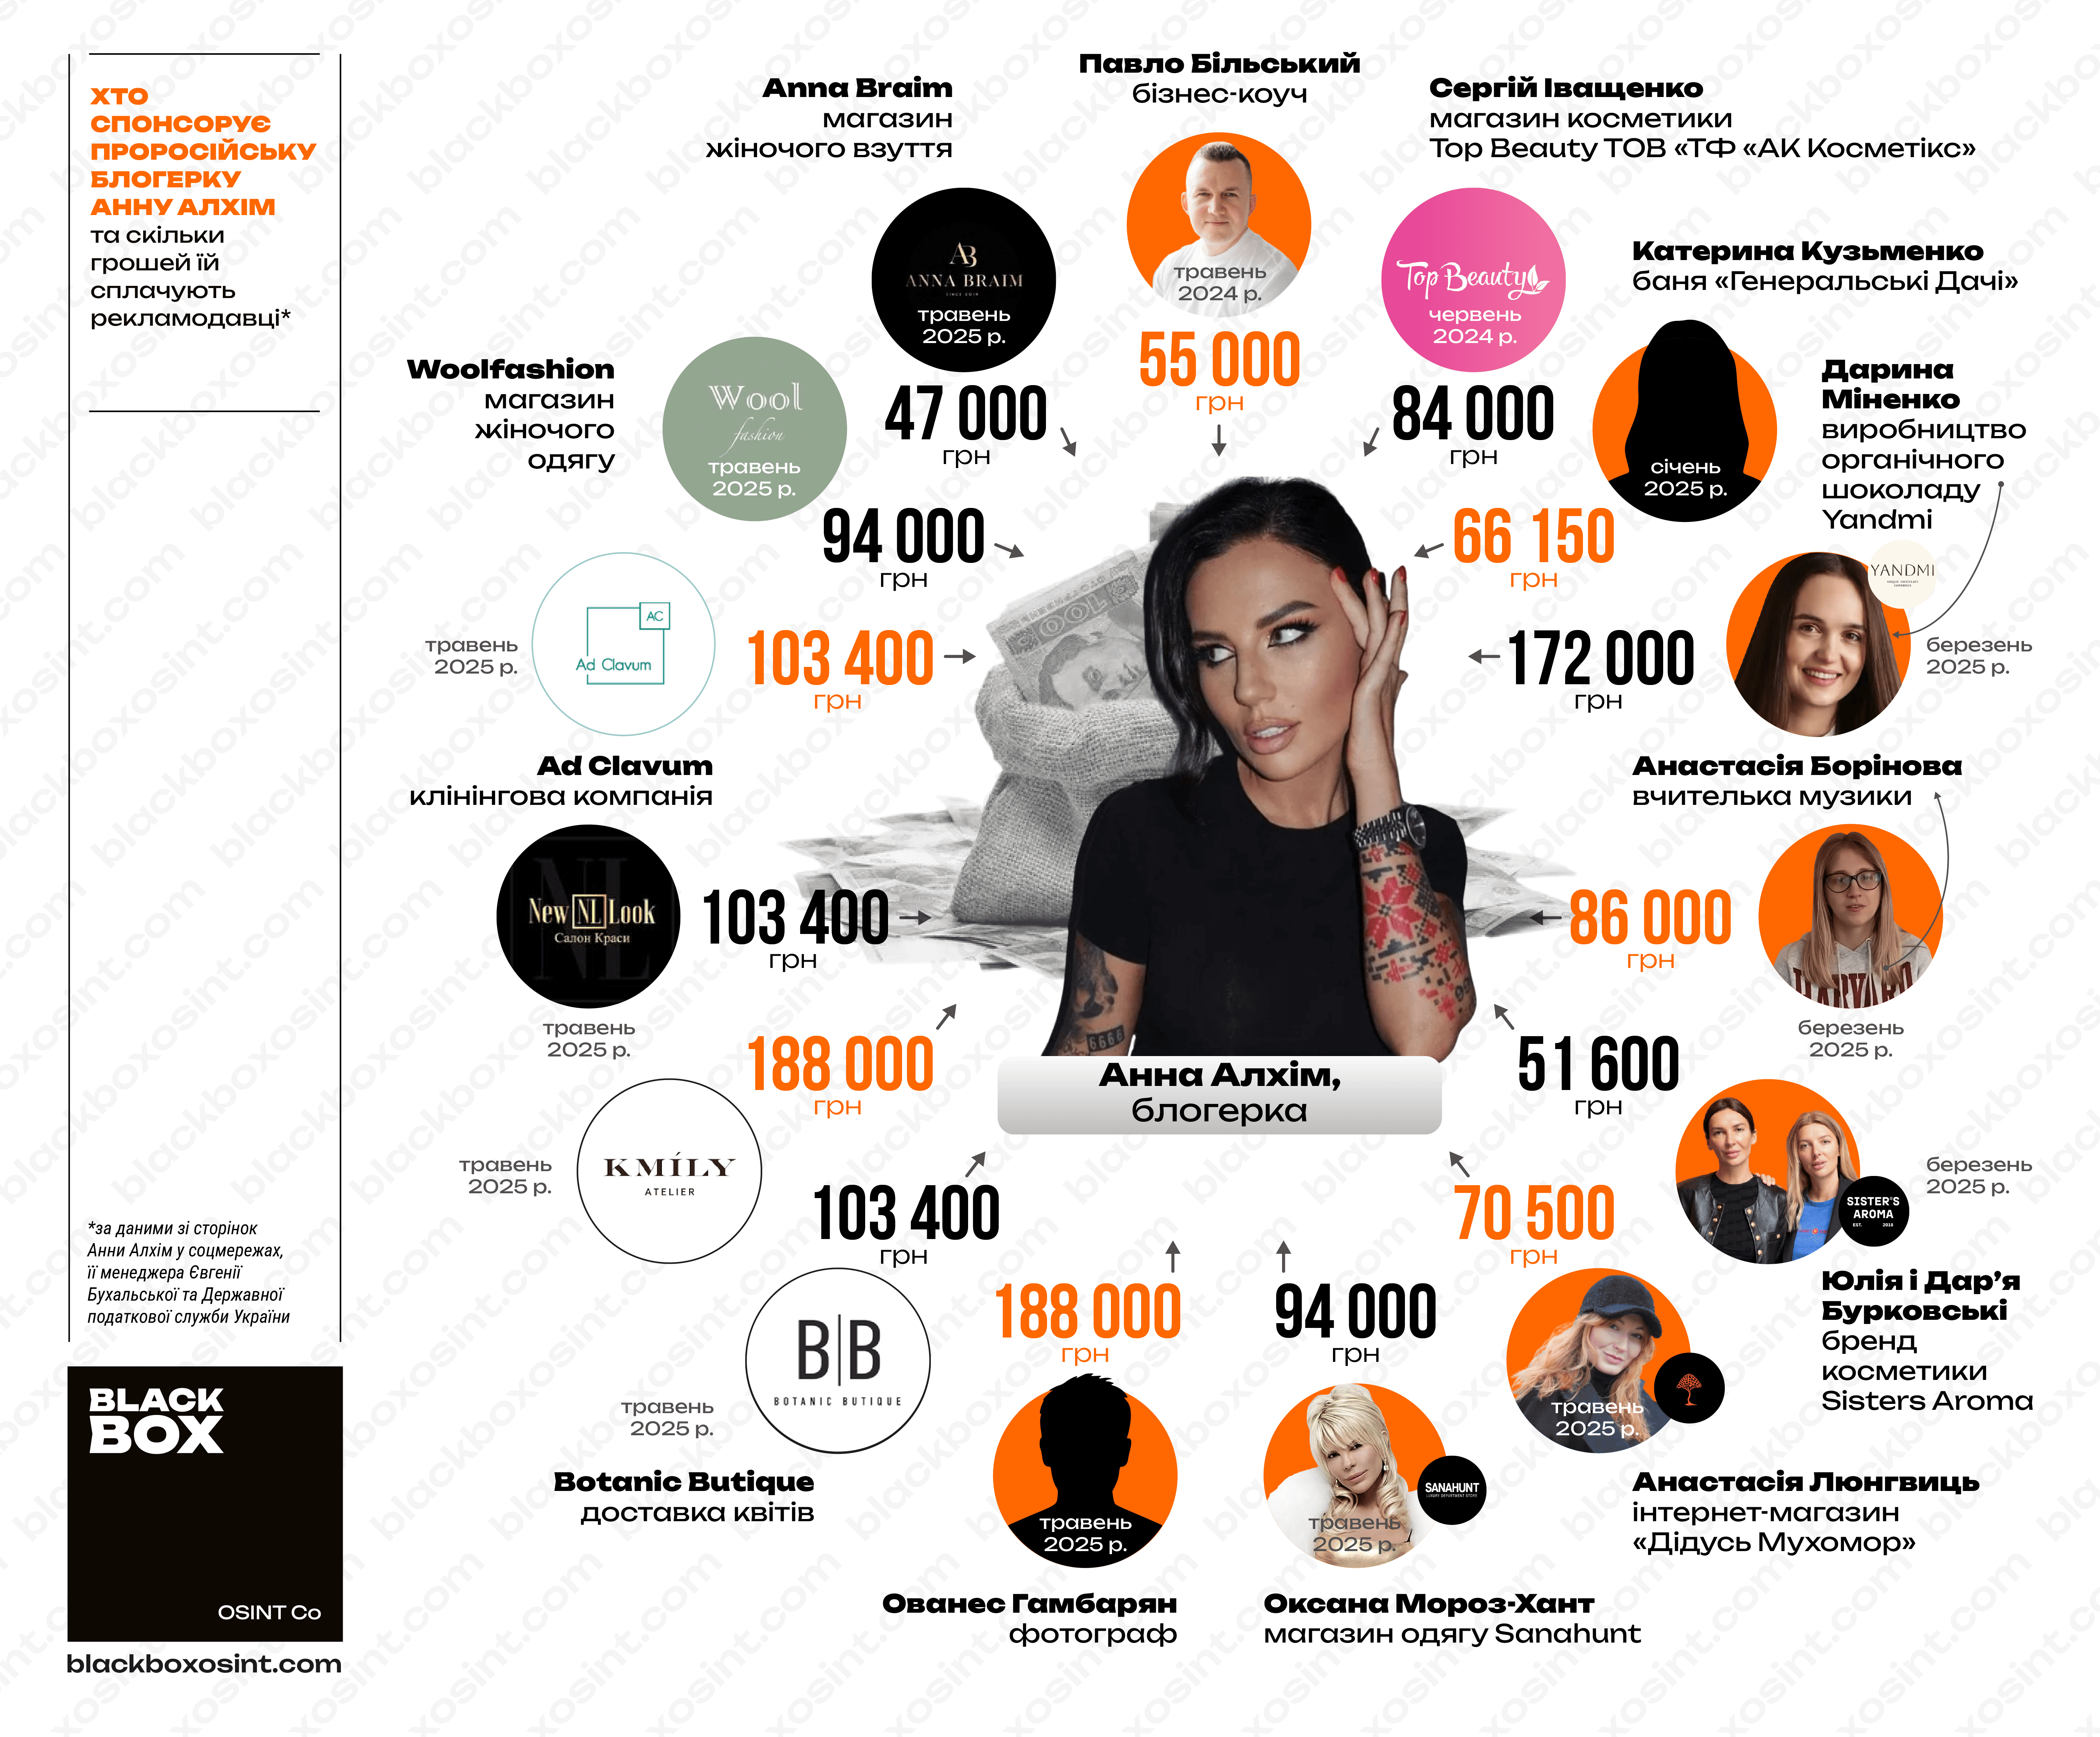 ХТО
СПОНСОРУЄ
ПРОРОСІЙСЬКУ
БЛОГЕРКУ
АННУ АЛХІМ
та скільки
грошей їй
сплачують
рекламодавці*
*за даними зі сторінок
Анни Алхім у соцмережах,
її менеджера Євгенії
Бухальської та Державної
податкової служби України
BLACK
BOX
OSINT Co
blackboxosint.com
Павло Більський
бізнес-коуч
травень
2024 р.
55 000
грн
Сергій Іващенко
магазин косметики
Top Beauty ТОВ «ТФ «АК Косметікс»
Top Beauty
червень
2024 р.
84 000
грн
Катерина Кузьменко
баня «Генеральські Дачі»
січень
2025 р.
66 150
грн
Дарина
Міненко
виробництво
органічного
шоколаду
Yandmi
YANDMI
березень
2025 р.
172 000
грн
Анастасія Борінова
вчителька музики
HARVARD
березень
2025 р.
86 000
грн
51 600
грн
SISTER'S
AROMA
EST. 2018
березень
2025 р.
Юлія і Дар’я
Бурковські
бренд
косметики
Sisters Aroma
70 500
грн
травень
2025 р.
Анастасія Люнгвиць
інтернет-магазин
«Дідусь Мухомор»
94 000
грн
SANAHUNT
LUXURY DEPARTMENT STORE
травень
2025 р.
Оксана Мороз-Хант
магазин одягу Sanahunt
188 000
грн
травень
2025 р.
Ованес Гамбарян
фотограф
103 400
грн
B|B
BOTANIC BUTIQUE
травень
2025 р.
Botanic Butique
доставка квітів
188 000
грн
KMÍLY
ATELIER
травень
2025 р.
103 400
грн
New NL Look
Салон Краси
травень
2025 р.
103 400
грн
AC
Ad Clavum
травень
2025 р.
Ad Clavum
клінінгова компанія
94 000
грн
Woolfashion
магазин
жіночого
одягу
Wool
fashion
травень
2025 р.
47 000
грн
Anna Braim
магазин
жіночого взуття
AB
ANNA BRAIM
SINCE 2019
травень
2025 р.
Анна Алхім,
блогерка